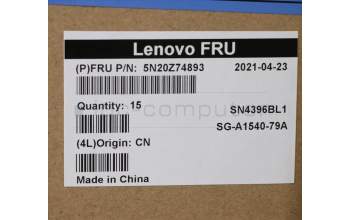 Lenovo FRU
(P)FRU P/N: 5N20Z74893 2021-04-23
Quantity: 15 SN4396BL1
SG-A1540-79A
(4L)Origin: CN
Made in China